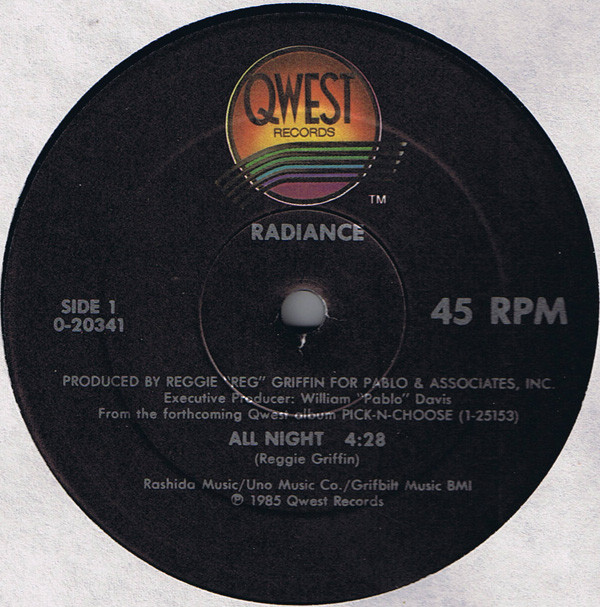 QWEST
RECORDS
TM
RADIANCE
SIDE 1
0-20341
45 RPM
PRODUCED BY REGGIE "REG" GRIFFIN FOR PABLO & ASSOCIATES, INC.
Executive Producer: William "Pablo" Davis
From the forthcoming Qwest album PICK-N-CHOOSE (1-25153)
ALL NIGHT 4:28
(Reggie Griffin)
Rashida Music/Uno Music Co./Grifbilt Music BMI
℗ 1985 Qwest Records